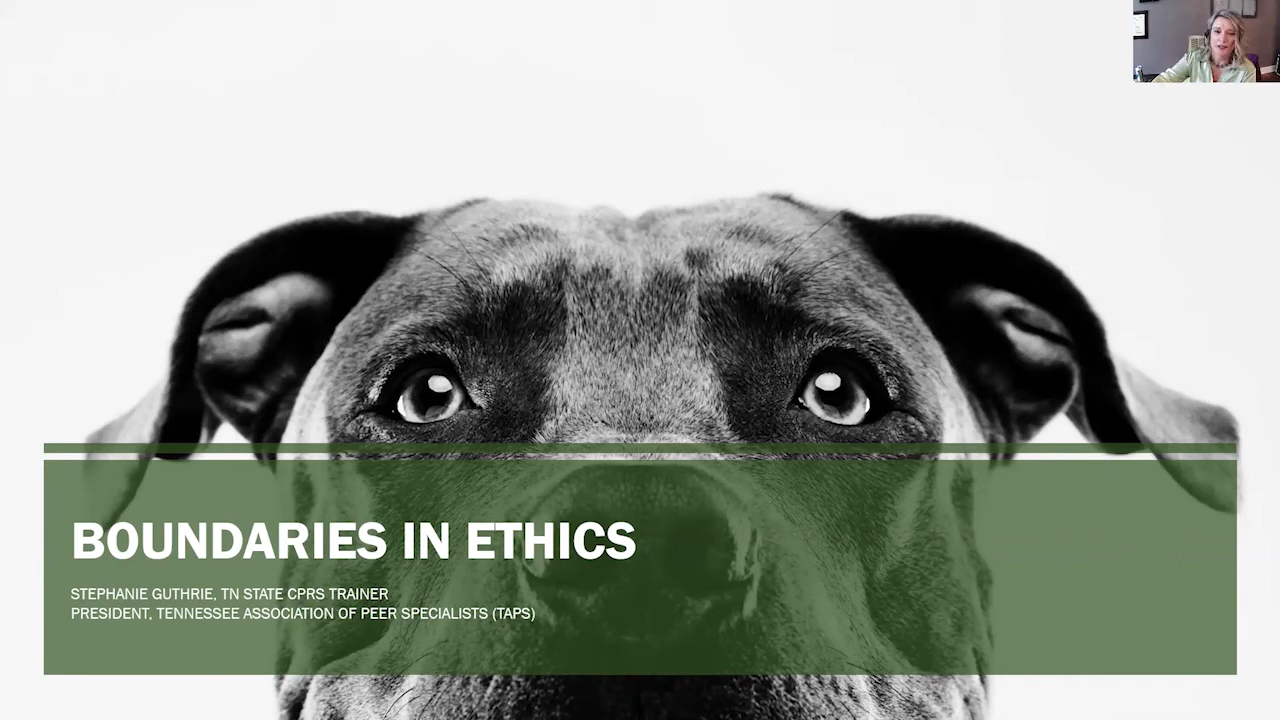 BOUNDARIES IN ETHICS
STEPHANIE GUTHRIE, TN STATE CPRS TRAINER
PRESIDENT, TENNESSEE ASSOCIATION OF PEER SPECIALISTS (TAPS)